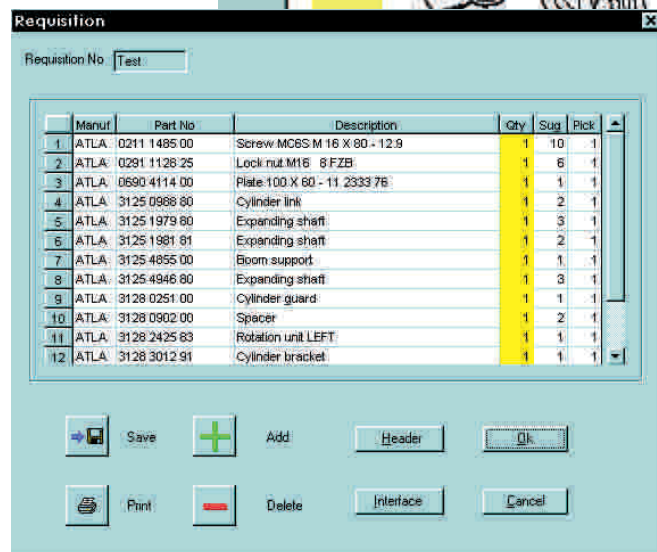 Requisition
Requisition No. Test
Manuf Part No Description Qty Sug Pick
1 ATLA 0211 1485 00 Screw MC6S M 16 X 80 - 12.9 1 10 1
2 ATLA 0291 1128 25 Lock nut M16 8 FZB 1 6 1
3 ATLA 0690 4114 00 Plate 100 X 60 - 11 2333 76 1 1 1
4 ATLA 3125 0988 80 Cylinder link 1 2 1
5 ATLA 3125 1979 80 Expanding shaft 1 3 1
6 ATLA 3125 1981 81 Expanding shaft 1 2 1
7 ATLA 3125 4855 00 Boom support 1 1 1
8 ATLA 3125 4946 80 Expanding shaft 1 3 1
9 ATLA 3128 0251 00 Cylinder guard 1 1 1
10 ATLA 3128 0902 00 Spacer 1 2 1
11 ATLA 3128 2425 83 Rotation unit LEFT 1 1 1
12 ATLA 3128 3012 91 Cylinder bracket 1 1 1
Save Add Header Ok
Print Delete Interface Cancel